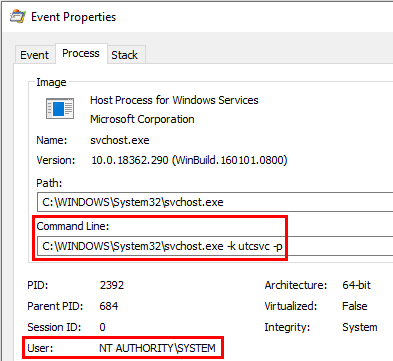 Event Properties
Event Process Stack
Image
Host Process for Windows Services
Microsoft Corporation
Name: svchost.exe
Version: 10.0.18362.290 (WinBuild.160101.0800)
Path:
C:\WINDOWS\System32\svchost.exe
Command Line:
C:\WINDOWS\System32\svchost.exe -k utcsvc -p
PID: 2392 Architecture: 64-bit
Parent PID: 684 Virtualized: False
Session ID: 0 Integrity: System
User: NT AUTHORITY\SYSTEM